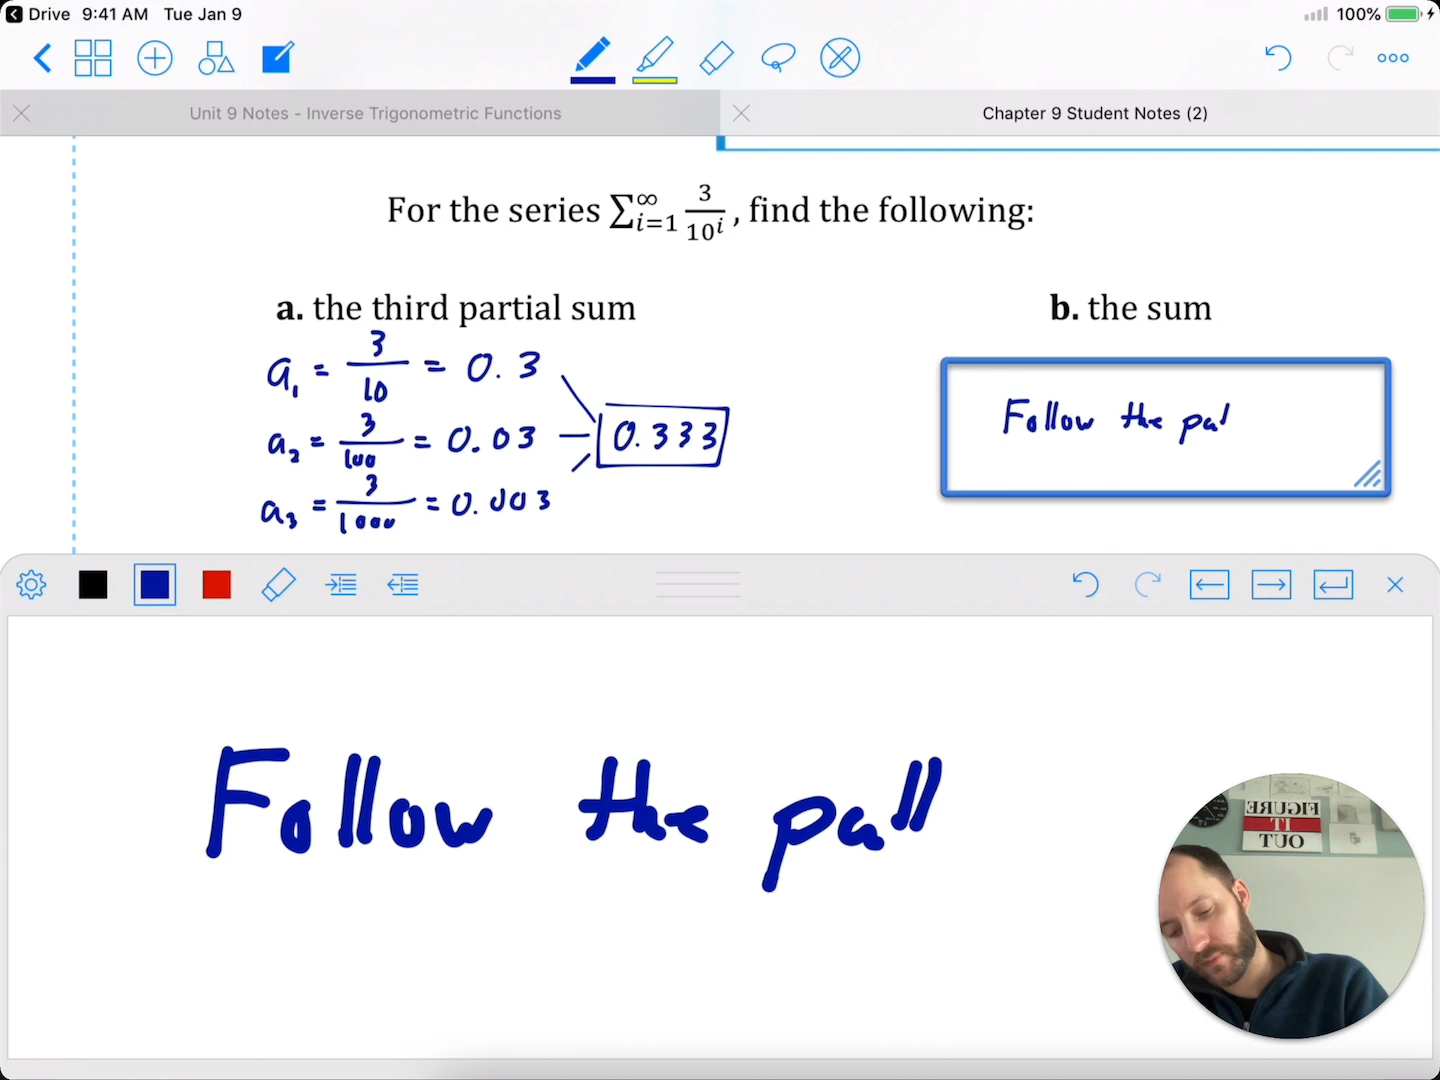 Drive 9:41 AM Tue Jan 9 100%
Unit 9 Notes - Inverse Trigonometric Functions
Chapter 9 Student Notes (2)
For the series ∑_{i=1}^{∞} 3/10^i, find the following:
a. the third partial sum
a₁ = 3/10 = 0.3
a₂ = 3/100 = 0.03
0.333
a₃ = 3/1000 = 0.003
b. the sum
Follow the
Follow the
FIGURE
IT
OUT